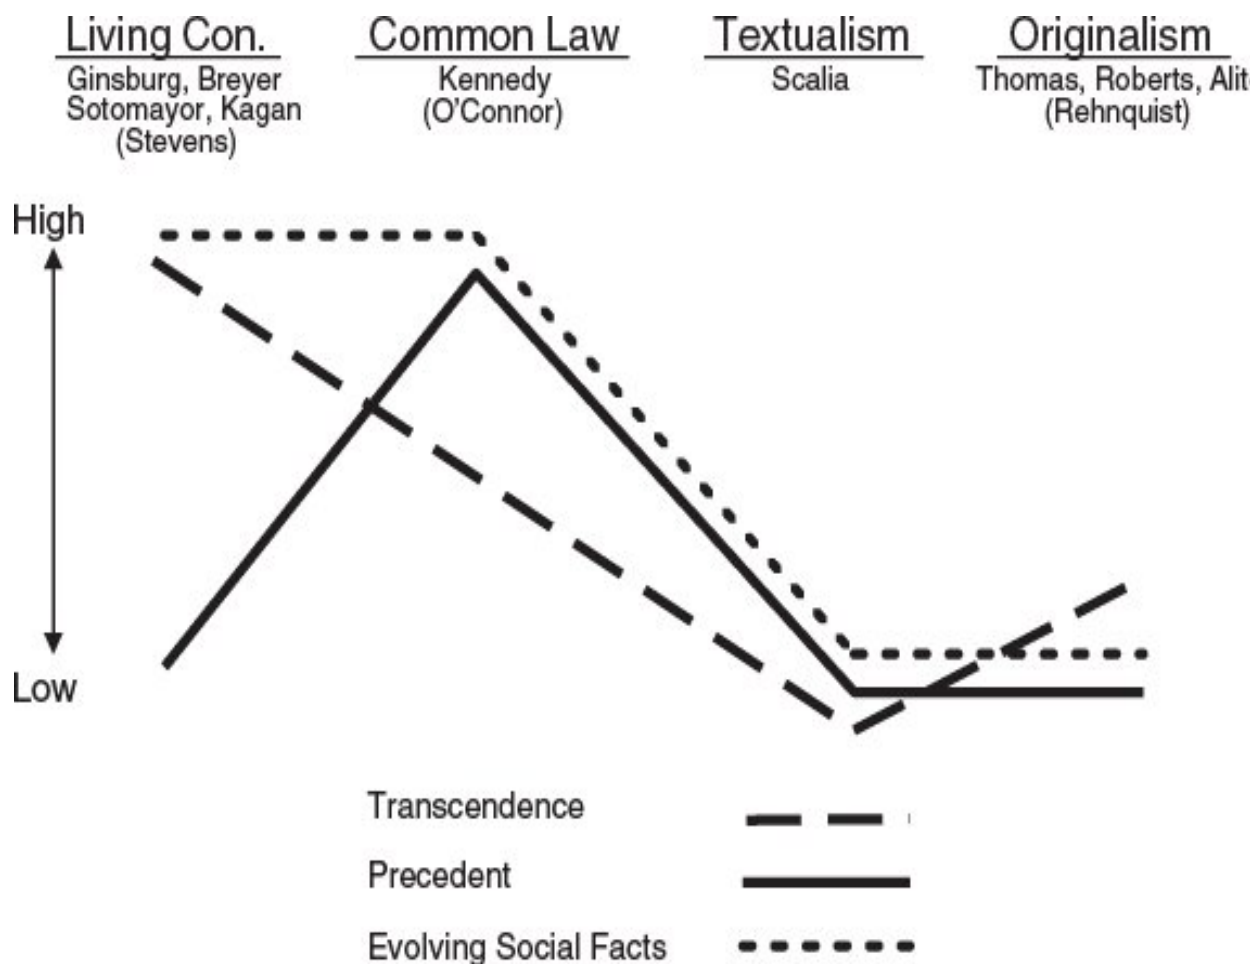 Living Con. Common Law Textualism Originalism
Ginsburg, Breyer Kennedy Scalia Thomas, Roberts, Alit
Sotomayor, Kagan (O'Connor) (Rehnquist)
(Stevens)
High
Low
Transcendence
Precedent
Evolving Social Facts